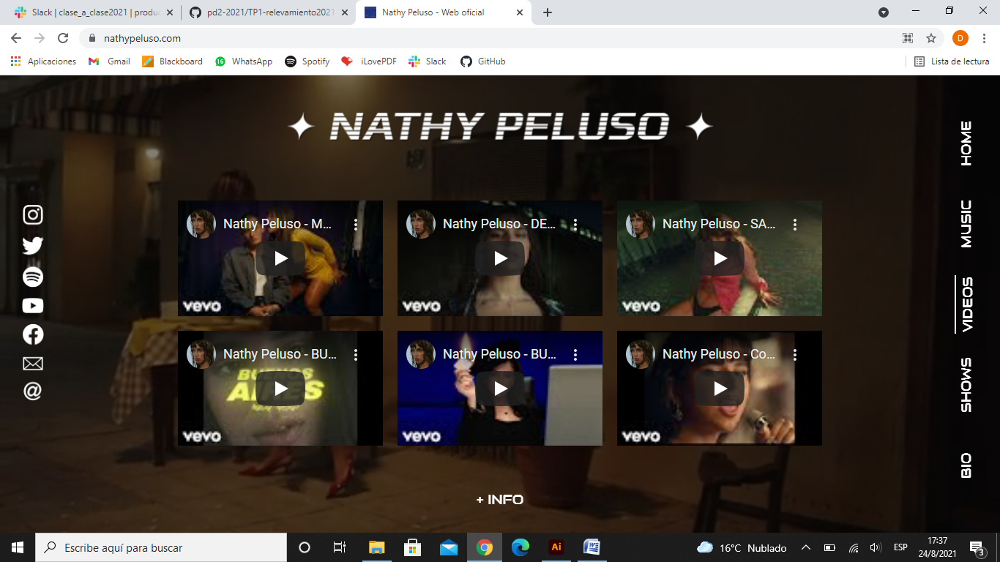 Slack | clase_a_clase2021 | produ
pd2-2021/TP1-relevamiento2021
Nathy Peluso - Web oficial
nathypeluso.com
D
Aplicaciones
Gmail
Blackboard
16
WhatsApp
Spotify
iLovePDF
Slack
GitHub
Lista de lectura
NATHY PELUSO
HOME
MUSIC
VIDEOS
SHOWS
BIO
Nathy Peluso - M...
vevo
Nathy Peluso - DE...
vevo
Nathy Peluso - SA...
vevo
Nathy Peluso - BU...
BUENOS
AIRES
vevo
Nathy Peluso - BU...
vevo
Nathy Peluso - Co...
vevo
@
+ INFO
Escribe aquí para buscar
Ai
W
16°C Nublado
ESP
17:37
24/8/2021
3